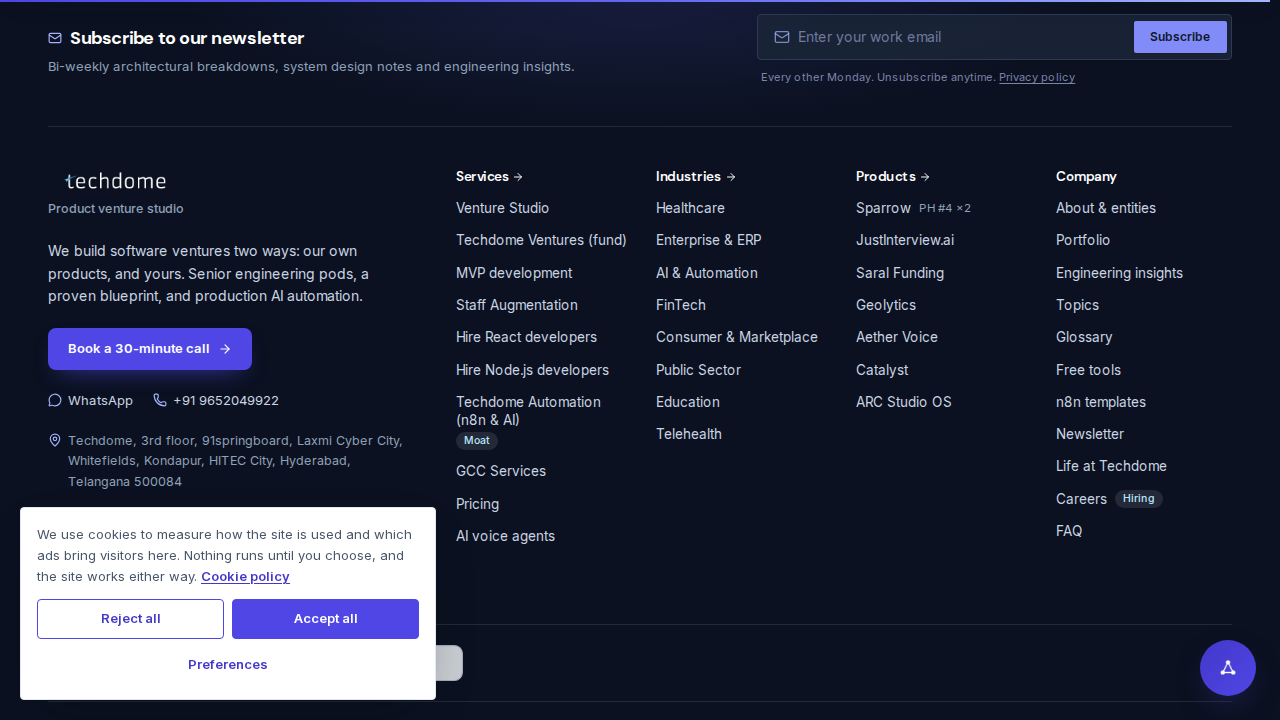 Subscribe to our newsletter
Bi-weekly architectural breakdowns, system design notes and engineering insights.
Enter your work email
Subscribe
Every other Monday. Unsubscribe anytime. Privacy policy
techdome
Product venture studio
We build software ventures two ways: our own
products, and yours. Senior engineering pods, a
proven blueprint, and production AI automation.
Book a 30-minute call →
WhatsApp
+91 9652049922
Techdome, 3rd floor, 91springboard, Laxmi Cyber City,
Whitefields, Kondapur, HITEC City, Hyderabad,
Telangana 500084
Services →
Venture Studio
Techdome Ventures (fund)
MVP development
Staff Augmentation
Hire React developers
Hire Node.js developers
Techdome Automation
(n8n & AI)
Moat
GCC Services
Pricing
AI voice agents
Industries →
Healthcare
Enterprise & ERP
AI & Automation
FinTech
Consumer & Marketplace
Public Sector
Education
Telehealth
Products →
Sparrow PH #4 ×2
JustInterview.ai
Saral Funding
Geolytics
Aether Voice
Catalyst
ARC Studio OS
Company
About & entities
Portfolio
Engineering insights
Topics
Glossary
Free tools
n8n templates
Newsletter
Life at Techdome
Careers Hiring
FAQ
We use cookies to measure how the site is used and which
ads bring visitors here. Nothing runs until you choose, and
the site works either way. Cookie policy
Reject all
Accept all
Preferences